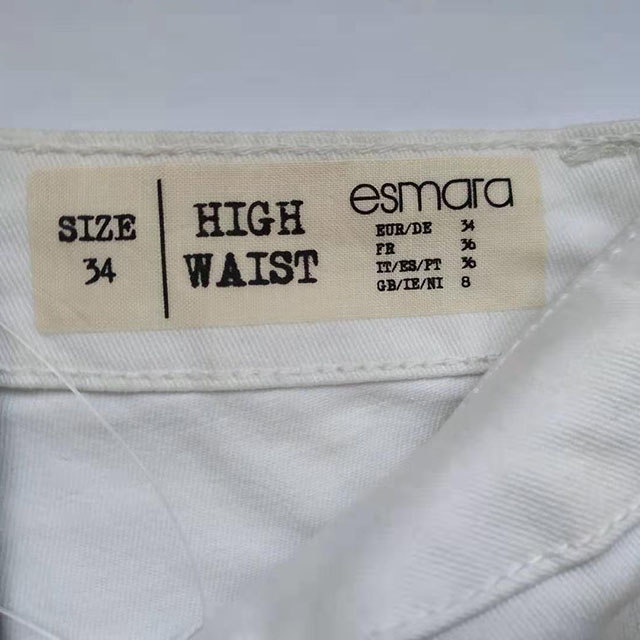 SIZE
34
HIGH
WAIST
esmara
EUR/DE 34
FR 36
IT/ES/PT 36
GB/IE/NI 8